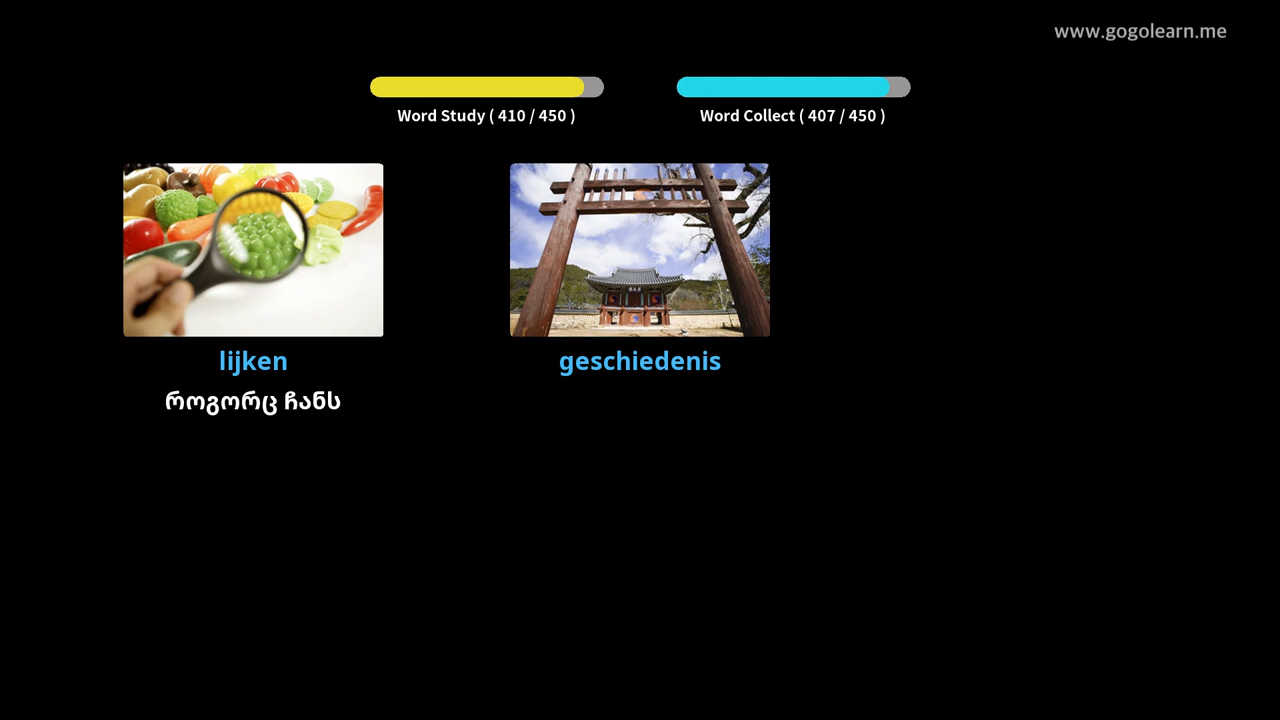 www.gogolearn.me
Word Study ( 410 / 450 )
Word Collect ( 407 / 450 )
lijken
geschiedenis
როგორც ჩანს